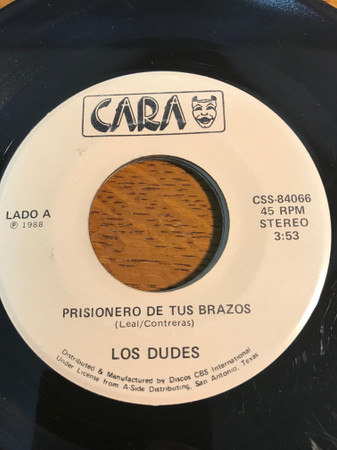 CARA
LADO A
℗ 1988
CSS-84066
45 RPM
STEREO
3:53
PRISIONERO DE TUS BRAZOS
(Leal/Contreras)
LOS DUDES
Distributed & Manufactured by Discos CBS International
Under License from A-Side Distributing, San Antonio, Texas